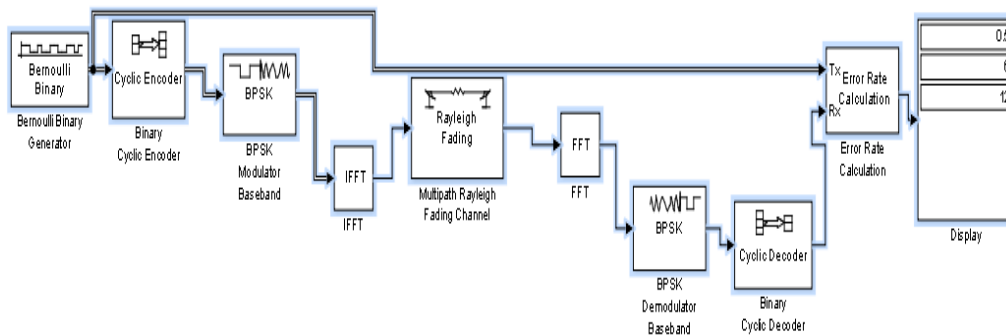 Bernoulli
Binary
Bernoulli Binary
Generator
Cyclic Encoder
Binary
Cyclic Encoder
BPSK
BPSK
Modulator
Baseband
IFFT
IFFT
Rayleigh
Fading
Multipath Rayleigh
Fading Channel
FFT
FFT
BPSK
BPSK
Demodulator
Baseband
Cyclic Decoder
Binary
Cyclic Decoder
Tx
Rx
Error Rate
Calculation
Error Rate
Calculation
Display